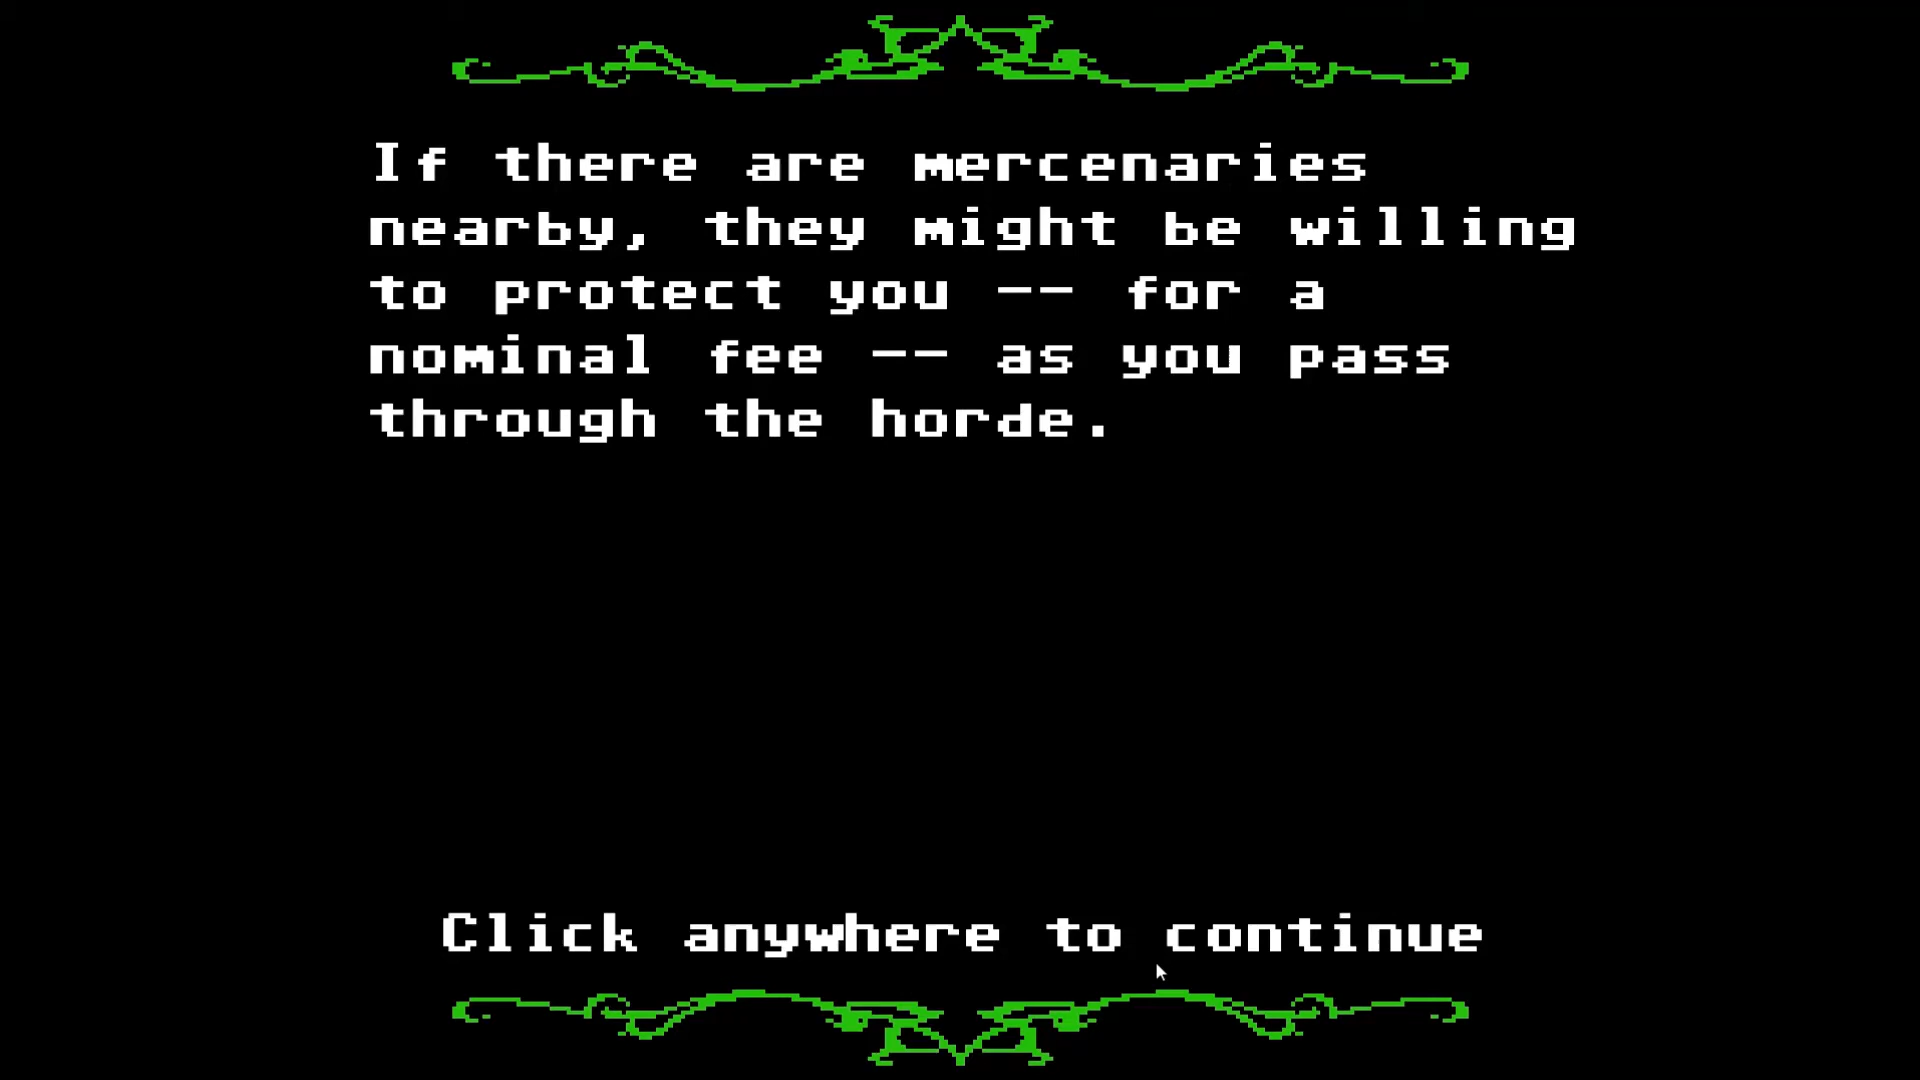 If there are mercenaries
nearby, they might be willing
to protect you -- for a
nominal fee -- as you pass
through the horde.
Click anywhere to continue